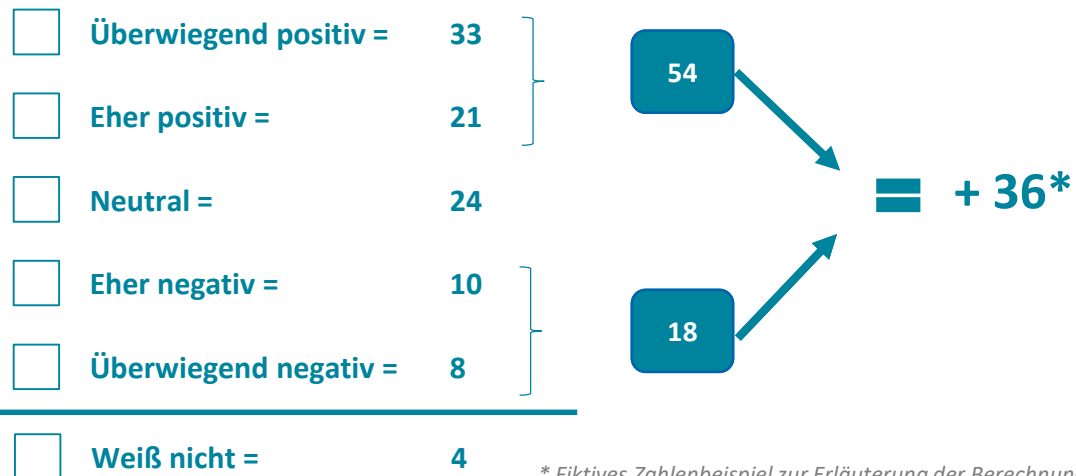 Überwiegend positiv = 33
Eher positiv = 21
Neutral = 24
Eher negativ = 10
Überwiegend negativ = 8
Weiß nicht = 4
54
18
= + 36*
* Fiktives Zahlenbeispiel zur Erläuterung der